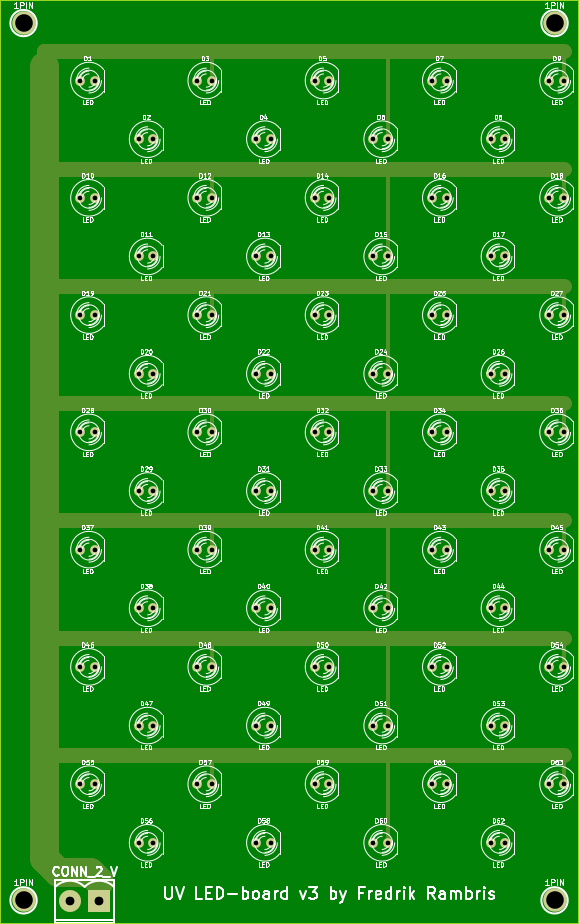 1PIN 1PIN
D1 D3 D5 D7 D9
LED LED LED LED LED
D2 D4 D6 D8
LED LED LED LED
D10 D12 D14 D16 D18
LED LED LED LED LED
D11 D13 D15 D17
LED LED LED LED
D19 D21 D23 D26 D27
LED LED LED LED LED
D20 D22 D24 D25
LED LED LED LED
D28 D30 D32 D34 D36
LED LED LED LED LED
D29 D31 D33 D35
LED LED LED LED
D37 D39 D41 D43 D45
LED LED LED LED LED
D38 D40 D42 D44
LED LED LED LED
D46 D48 D50 D52 D54
LED LED LED LED LED
D47 D49 D51 D53
LED LED LED LED
D55 D57 D59 D61 D63
LED LED LED LED LED
D56 D58 D60 D62
LED LED LED LED
CONN_2_V
1PIN UV LED-board v3 by Fredrik Rambris 1PIN